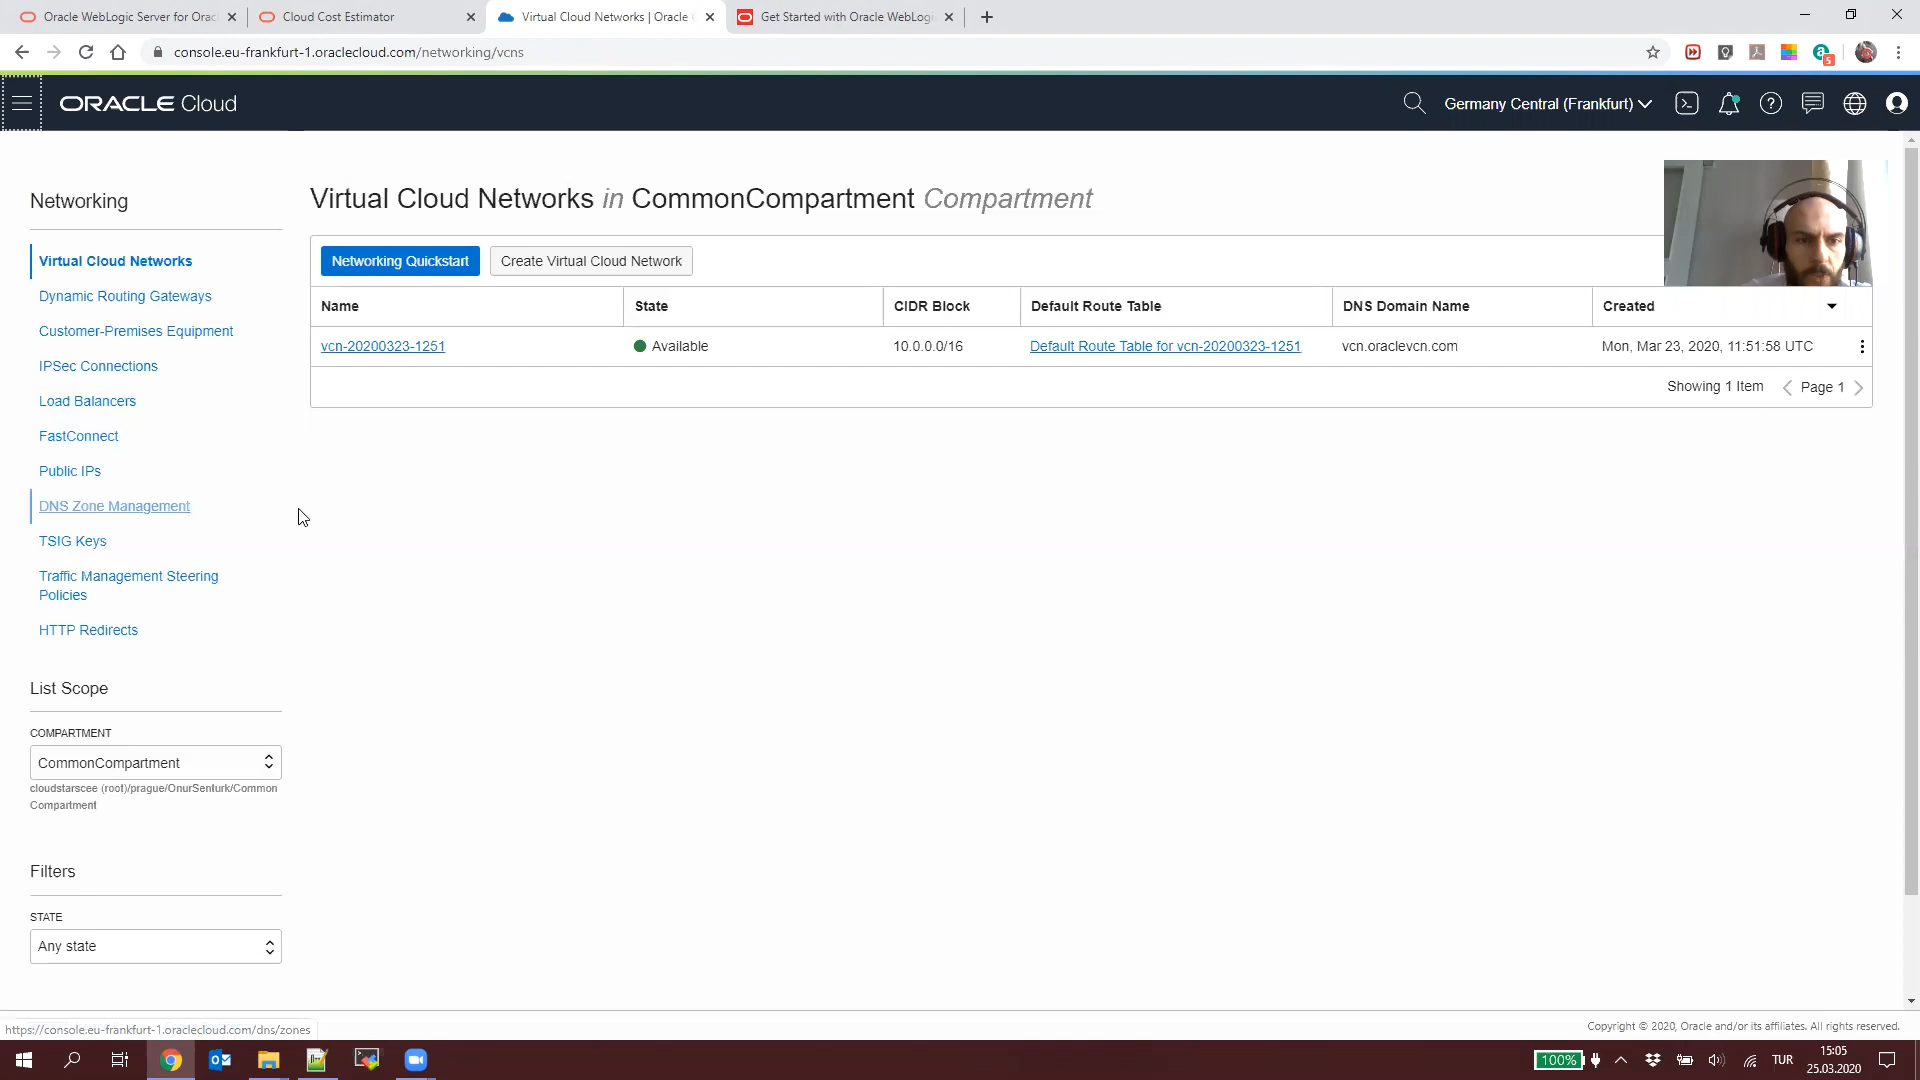 Oracle WebLogic Server for Orac
Cloud Cost Estimator
Virtual Cloud Networks | Oracle
Get Started with Oracle WebLogi
console.eu-frankfurt-1.oraclecloud.com/networking/vcns
5
ORACLE Cloud
Germany Central (Frankfurt)
Networking
Virtual Cloud Networks
Dynamic Routing Gateways
Customer-Premises Equipment
IPSec Connections
Load Balancers
FastConnect
Public IPs
DNS Zone Management
TSIG Keys
Traffic Management Steering
Policies
HTTP Redirects
List Scope
COMPARTMENT
CommonCompartment
cloudstarscee (root)/prague/OnurSenturk/Common
Compartment
Filters
STATE
Any state
Virtual Cloud Networks in CommonCompartment Compartment
Networking Quickstart
Create Virtual Cloud Network
Name State CIDR Block Default Route Table DNS Domain Name Created
vcn-20200323-1251 Available 10.0.0.0/16 Default Route Table for vcn-20200323-1251 vcn.oraclevcn.com Mon, Mar 23, 2020, 11:51:58 UTC
Showing 1 Item Page 1
https://console.eu-frankfurt-1.oraclecloud.com/dns/zones
Copyright © 2020, Oracle and/or its affiliates. All rights reserved.
100%
TUR
15:05
25.03.2020